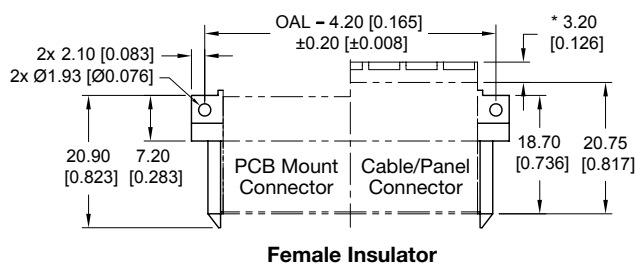 OAL – 4.20 [0.165]
±0.20 [±0.008]
* 3.20
[0.126]
2x 2.10 [0.083]
2x Ø1.93 [Ø0.076]
20.90
[0.823]
7.20
[0.283]
PCB Mount
Connector
Cable/Panel
Connector
18.70
[0.736]
20.75
[0.817]
Female Insulator